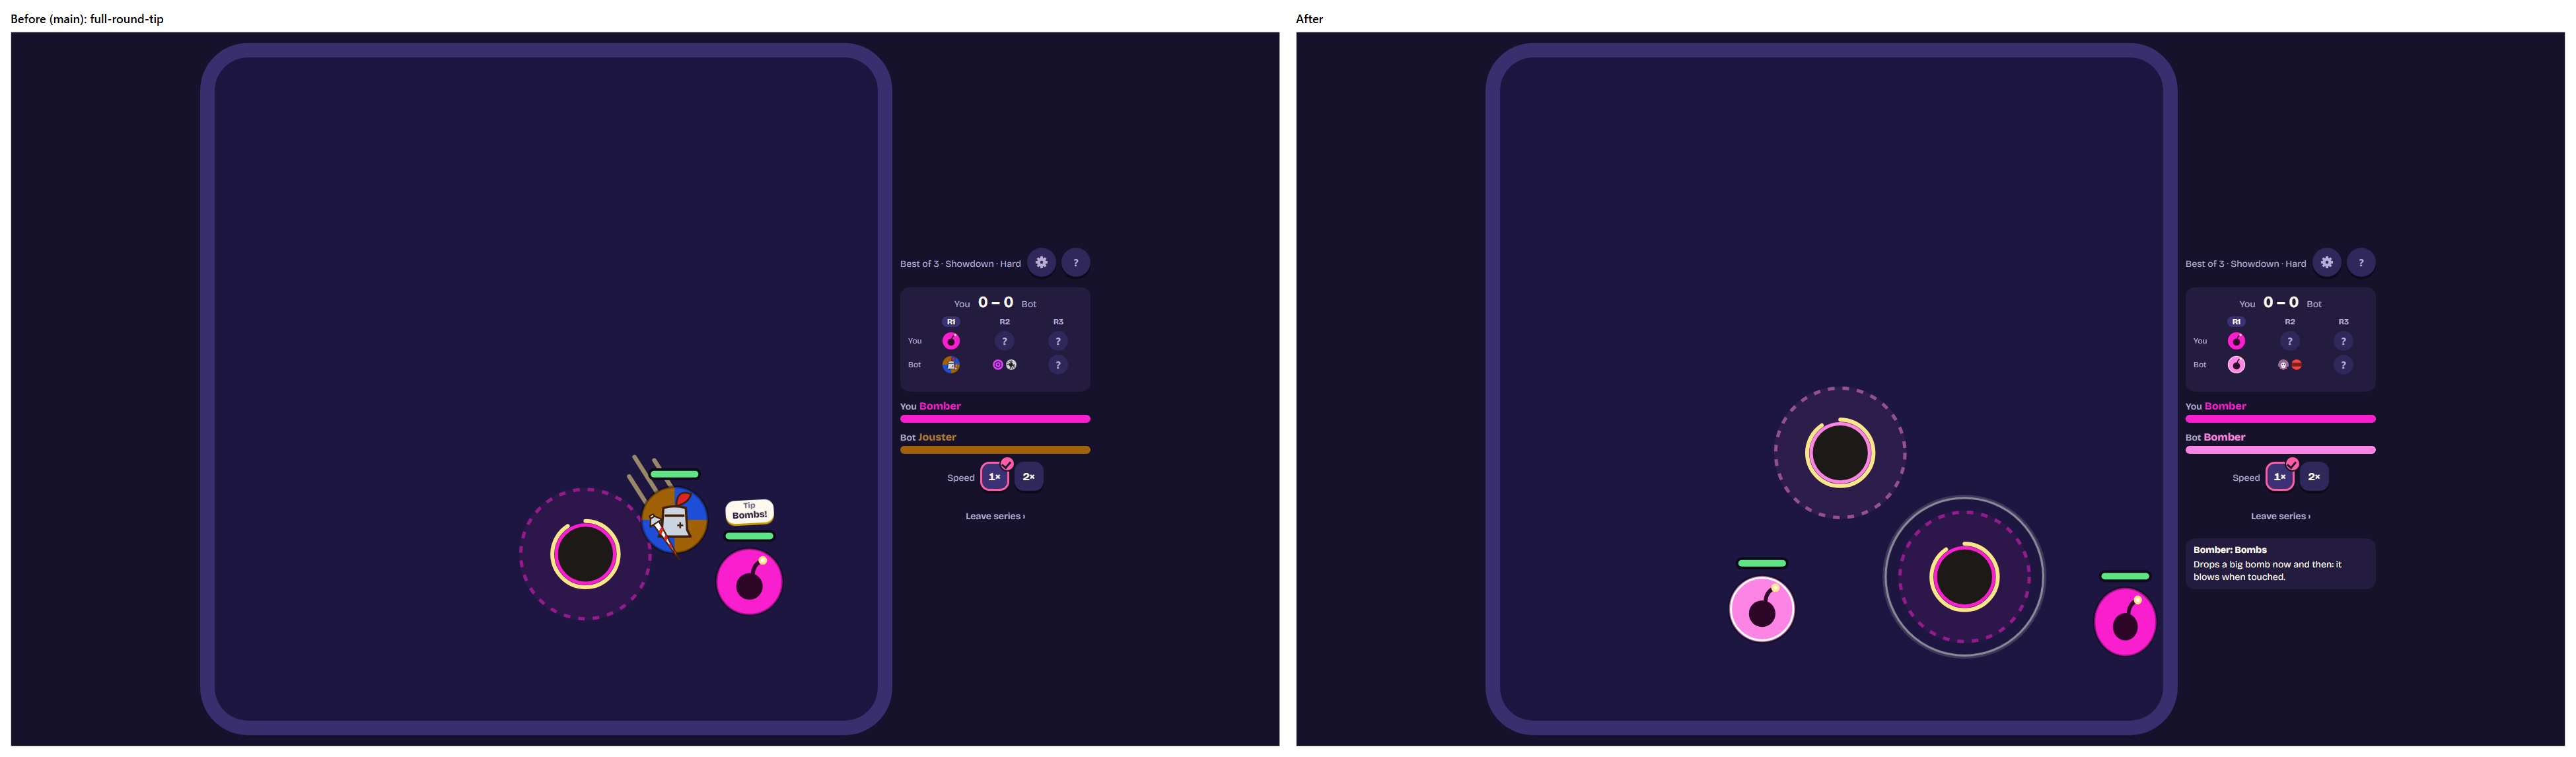 Before (main): full-round-tip
Best of 3 · Showdown · Hard
?
You 0 – 0 Bot
R1 R2 R3
You ? ?
Bot ?
You Bomber
Bot Jouster
Speed 1× 2×
Leave series ›
Tip
Bombs!
After
Best of 3 · Showdown · Hard
?
You 0 – 0 Bot
R1 R2 R3
You ? ?
Bot ?
You Bomber
Bot Bomber
Speed 1× 2×
Leave series ›
Bomber: Bombs
Drops a big bomb now and then: it
blows when touched.